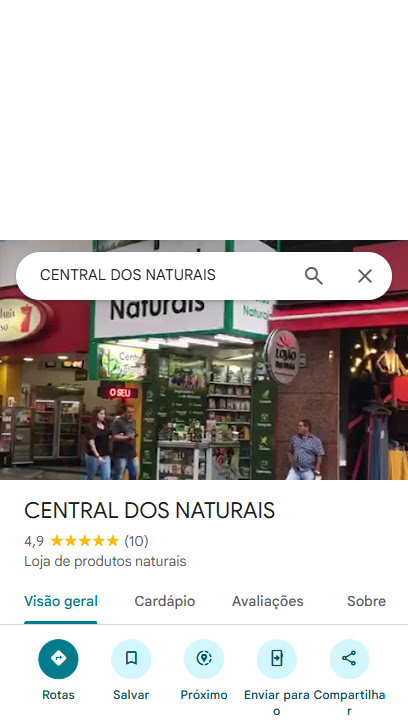 CENTRAL DOS NATURAIS
Naturais
O SEU
LOJÃO
CENTRAL DOS NATURAIS
4,9 ★★★★★ (10)
Loja de produtos naturais
Visão geral Cardápio Avaliações Sobre
Rotas Salvar Próximo Enviar para o Compartilhar